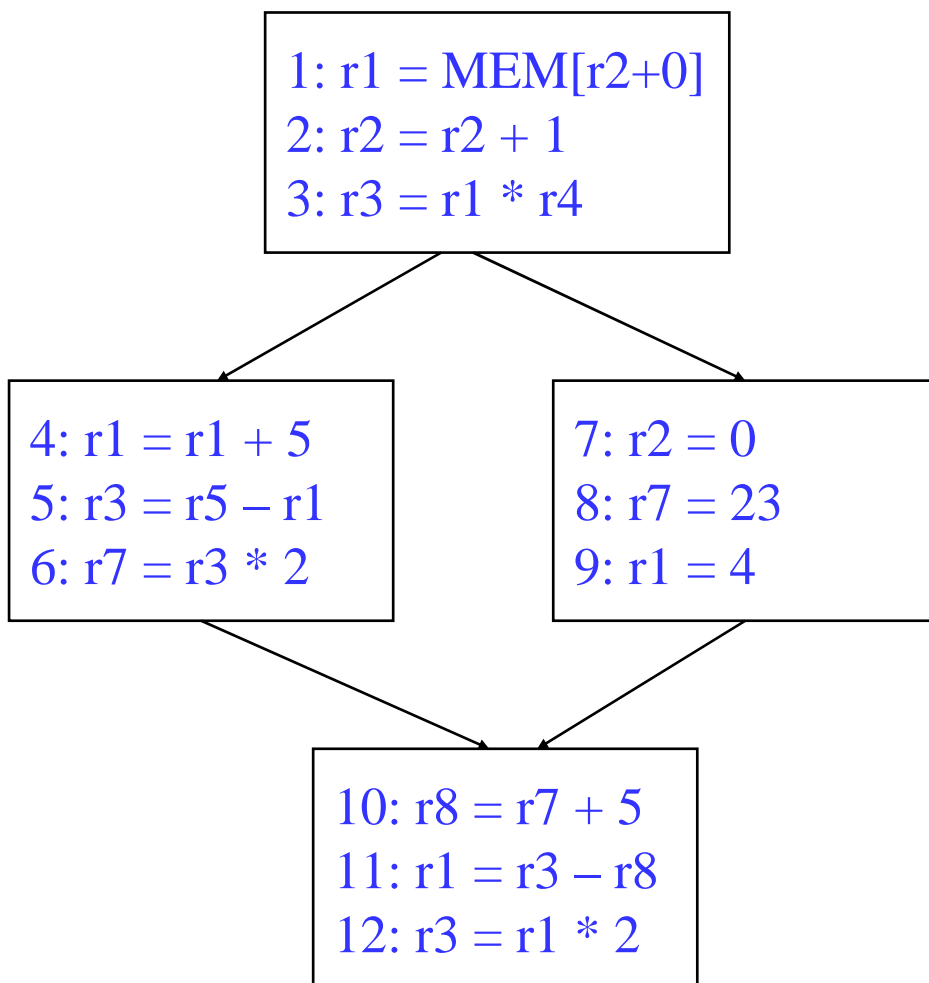 1: r1 = MEM[r2+0]
2: r2 = r2 + 1
3: r3 = r1 * r4
4: r1 = r1 + 5
5: r3 = r5 – r1
6: r7 = r3 * 2
7: r2 = 0
8: r7 = 23
9: r1 = 4
10: r8 = r7 + 5
11: r1 = r3 – r8
12: r3 = r1 * 2